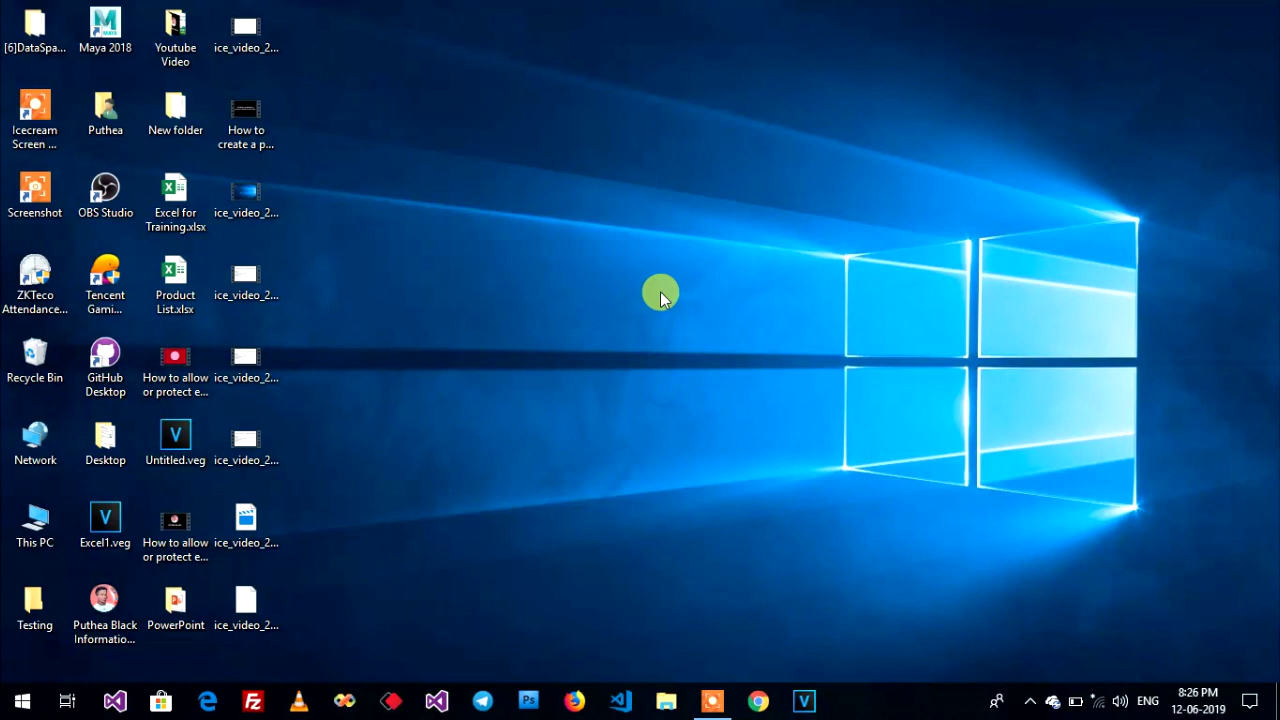 [6]DataSpa...
Maya 2018
Youtube
Video
ice_video_2...
Icecream
Screen ...
Puthea
New folder
How to
create a p...
Screenshot
OBS Studio
Excel for
Training.xlsx
ice_video_2...
ZKTeco
Attendance...
Tencent
Gami...
Product
List.xlsx
ice_video_2...
Recycle Bin
GitHub
Desktop
How to allow
or protect e...
ice_video_2...
Network
Desktop
Untitled.veg
ice_video_2...
This PC
Excel1.veg
How to allow
or protect e...
ice_video_2...
Testing
Puthea Black
Informatio...
PowerPoint
ice_video_2...
ENG
8:26 PM
12-06-2019